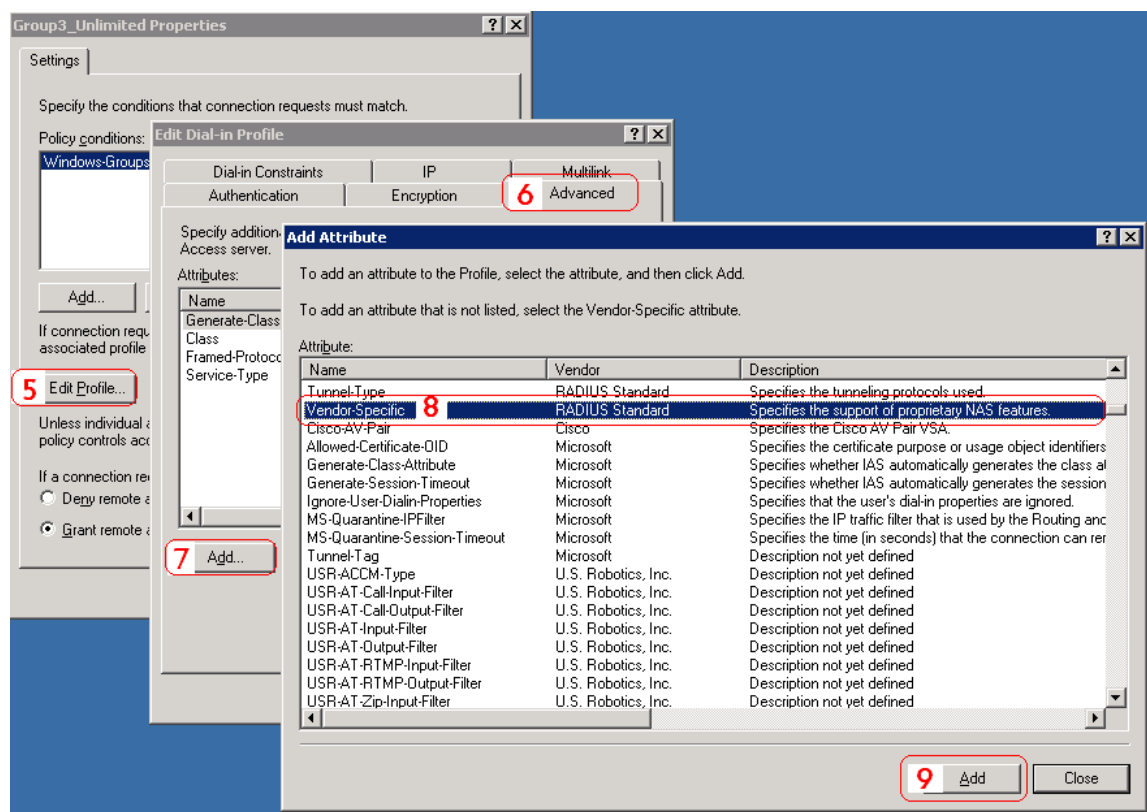 Group3_Unlimited Properties
Settings
Specify the conditions that connection requests must match.
Policy conditions:
Windows-Groups
Add...
If connection requ
associated profile
5 Edit Profile...
Unless individual a
policy controls acc
If a connection re
Deny remote a
Grant remote a
Edit Dial-in Profile
Dial-in Constraints IP Multilink
Authentication Encryption 6 Advanced
Specify addition
Access server.
Attributes:
Name
Generate-Class
Class
Framed-Protoco
Service-Type
7 Add...
Add Attribute
To add an attribute to the Profile, select the attribute, and then click Add.
To add an attribute that is not listed, select the Vendor-Specific attribute.
Attribute:
Name Vendor Description
Tunnel-Type RADIUS Standard Specifies the tunneling protocols used.
Vendor-Specific 8 RADIUS Standard Specifies the support of proprietary NAS features.
Cisco-AV-Pair Cisco Specifies the Cisco AV Pair VSA.
Allowed-Certificate-OID Microsoft Specifies the certificate purpose or usage object identifiers
Generate-Class-Attribute Microsoft Specifies whether IAS automatically generates the class at
Generate-Session-Timeout Microsoft Specifies whether IAS automatically generates the session
Ignore-User-Dialin-Properties Microsoft Specifies that the user's dial-in properties are ignored.
MS-Quarantine-IPFilter Microsoft Specifies the IP traffic filter that is used by the Routing and
MS-Quarantine-Session-Timeout Microsoft Specifies the time (in seconds) that the connection can rer
Tunnel-Tag Microsoft Description not yet defined
USR-ACCM-Type U.S. Robotics, Inc. Description not yet defined
USR-AT-Call-Input-Filter U.S. Robotics, Inc. Description not yet defined
USR-AT-Call-Output-Filter U.S. Robotics, Inc. Description not yet defined
USR-AT-Input-Filter U.S. Robotics, Inc. Description not yet defined
USR-AT-Output-Filter U.S. Robotics, Inc. Description not yet defined
USR-AT-RTMP-Input-Filter U.S. Robotics, Inc. Description not yet defined
USR-AT-RTMP-Output-Filter U.S. Robotics, Inc. Description not yet defined
USR-AT-Zip-Input-Filter U.S. Robotics, Inc. Description not yet defined
9 Add Close